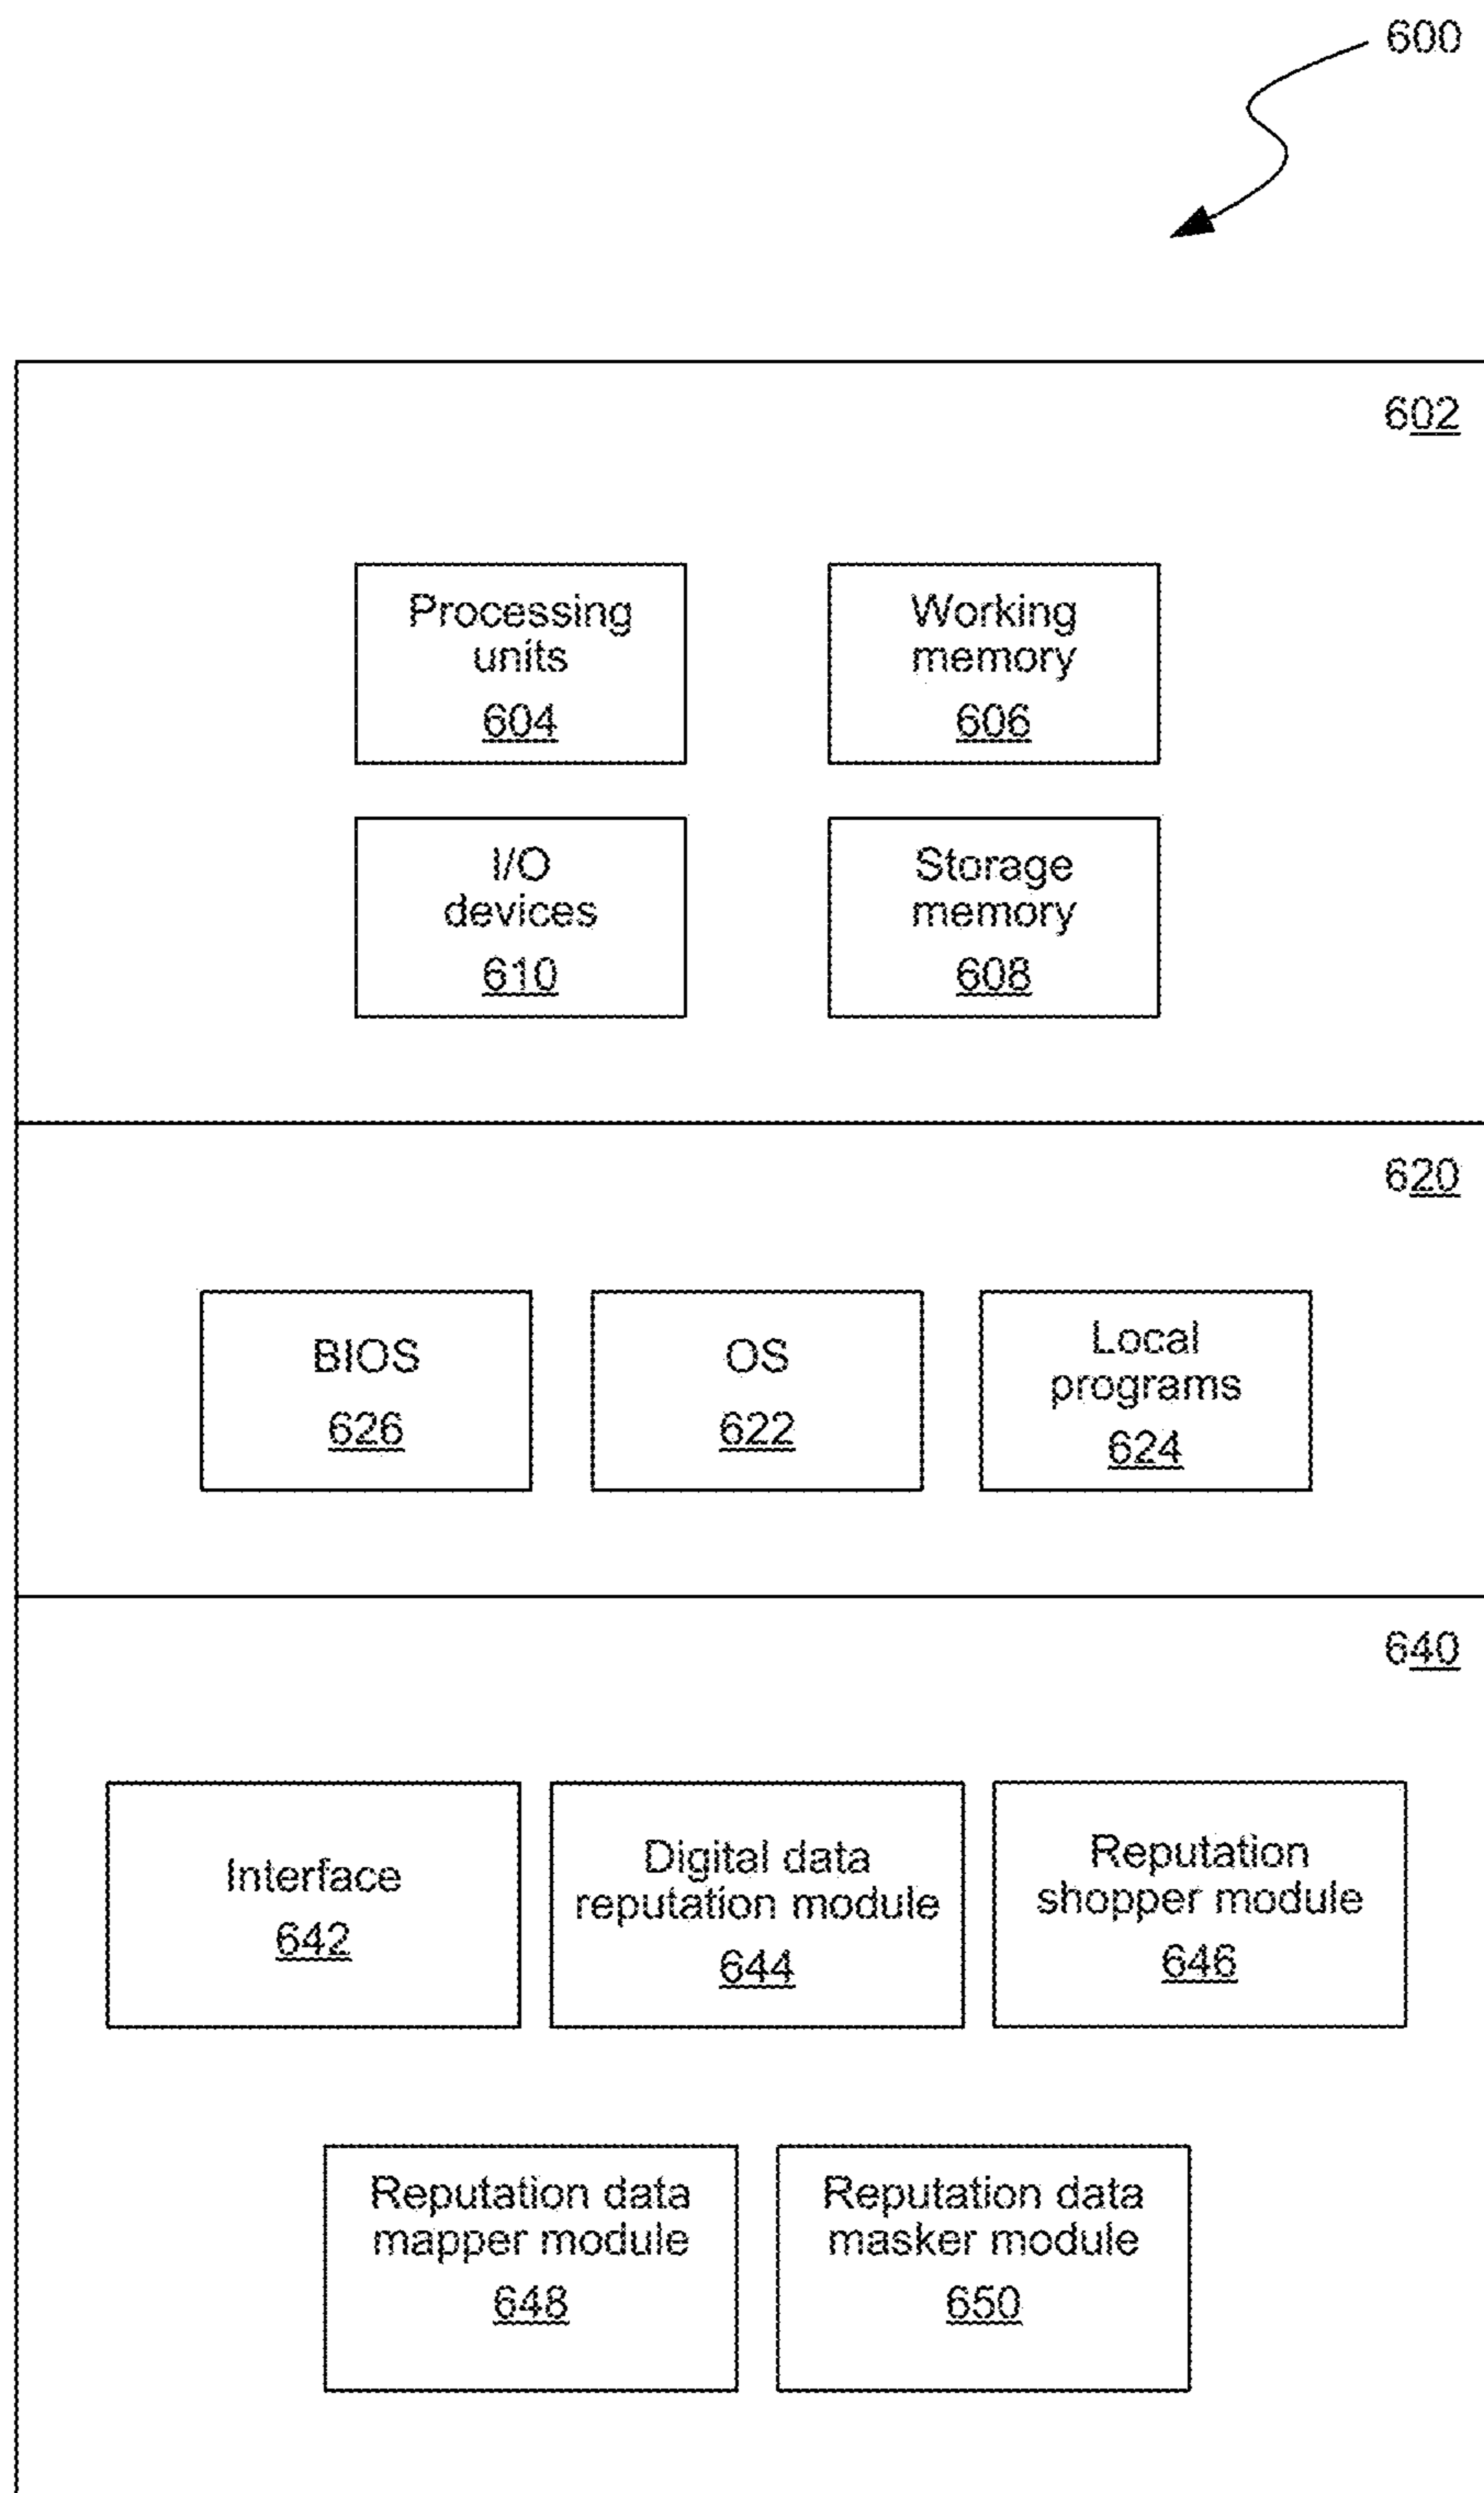 600
602
Processing
units
604
Working
memory
606
I/O
devices
610
Storage
memory
608
620
BIOS
626
OS
622
Local
programs
624
640
Interface
642
Digital data
reputation module
644
Reputation
shopper module
646
Reputation data
mapper module
648
Reputation data
masker module
650